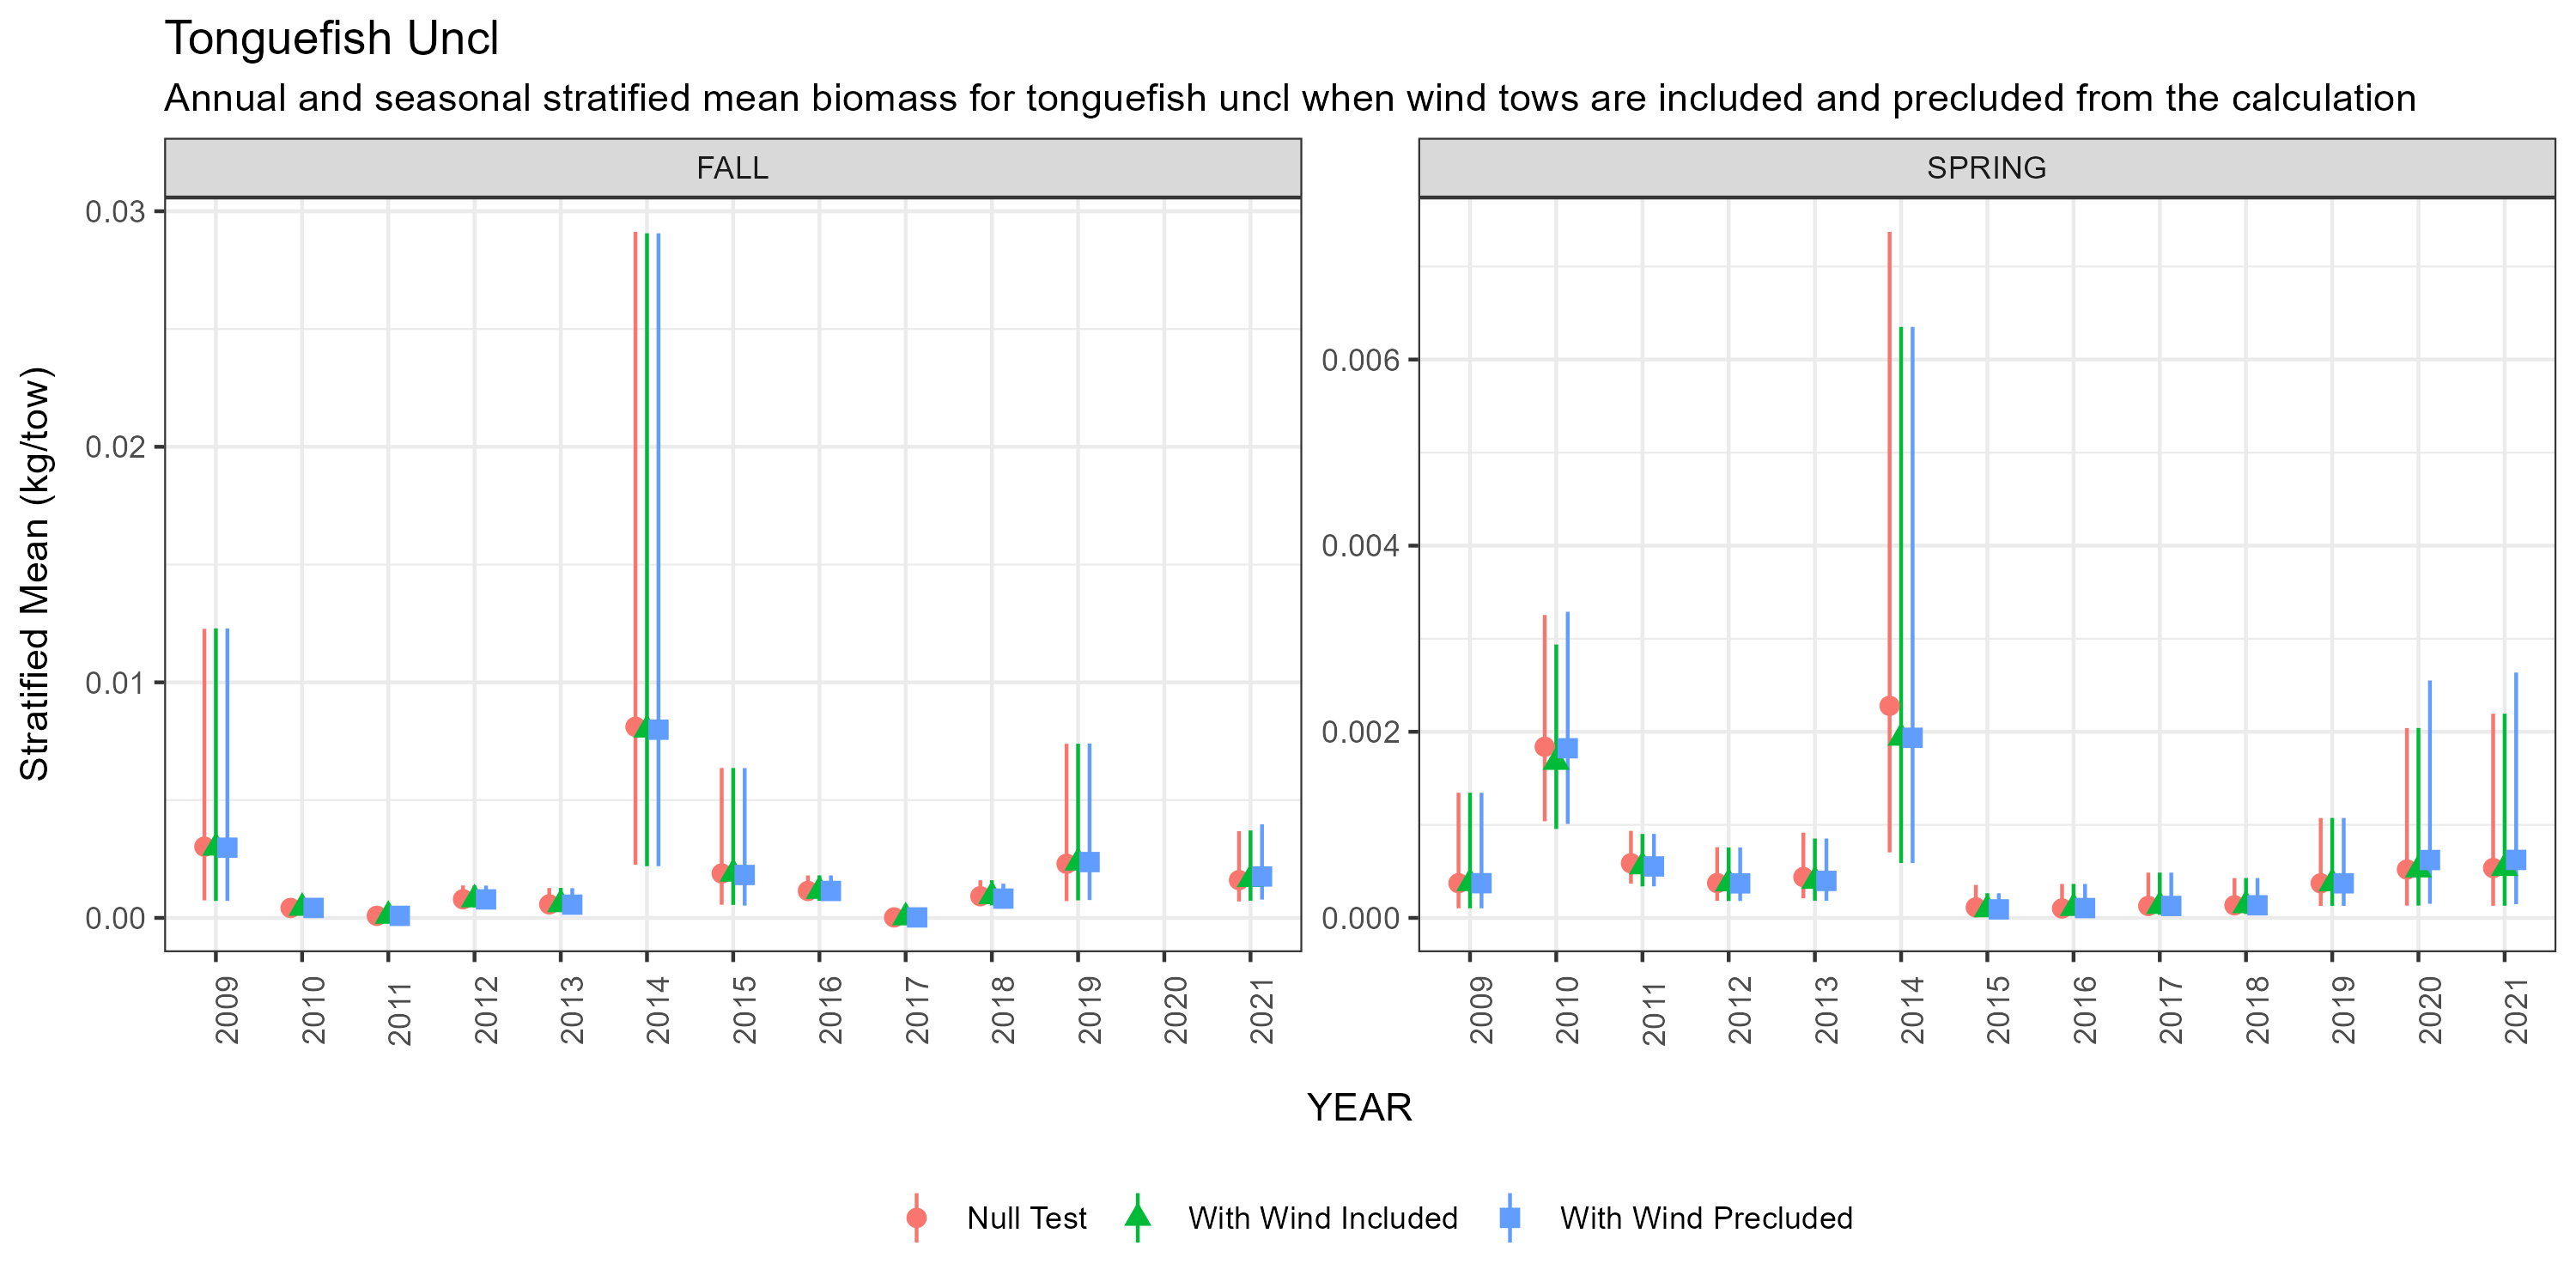 Tonguefish Uncl
Annual and seasonal stratified mean biomass for tonguefish uncl when wind tows are included and precluded from the calculation
FALL
SPRING
Stratified Mean (kg/tow)
0.03
0.02
0.01
0.00
0.006
0.004
0.002
0.000
2009 2010 2011 2012 2013 2014 2015 2016 2017 2018 2019 2020 2021
2009 2010 2011 2012 2013 2014 2015 2016 2017 2018 2019 2020 2021
YEAR
Null Test With Wind Included With Wind Precluded